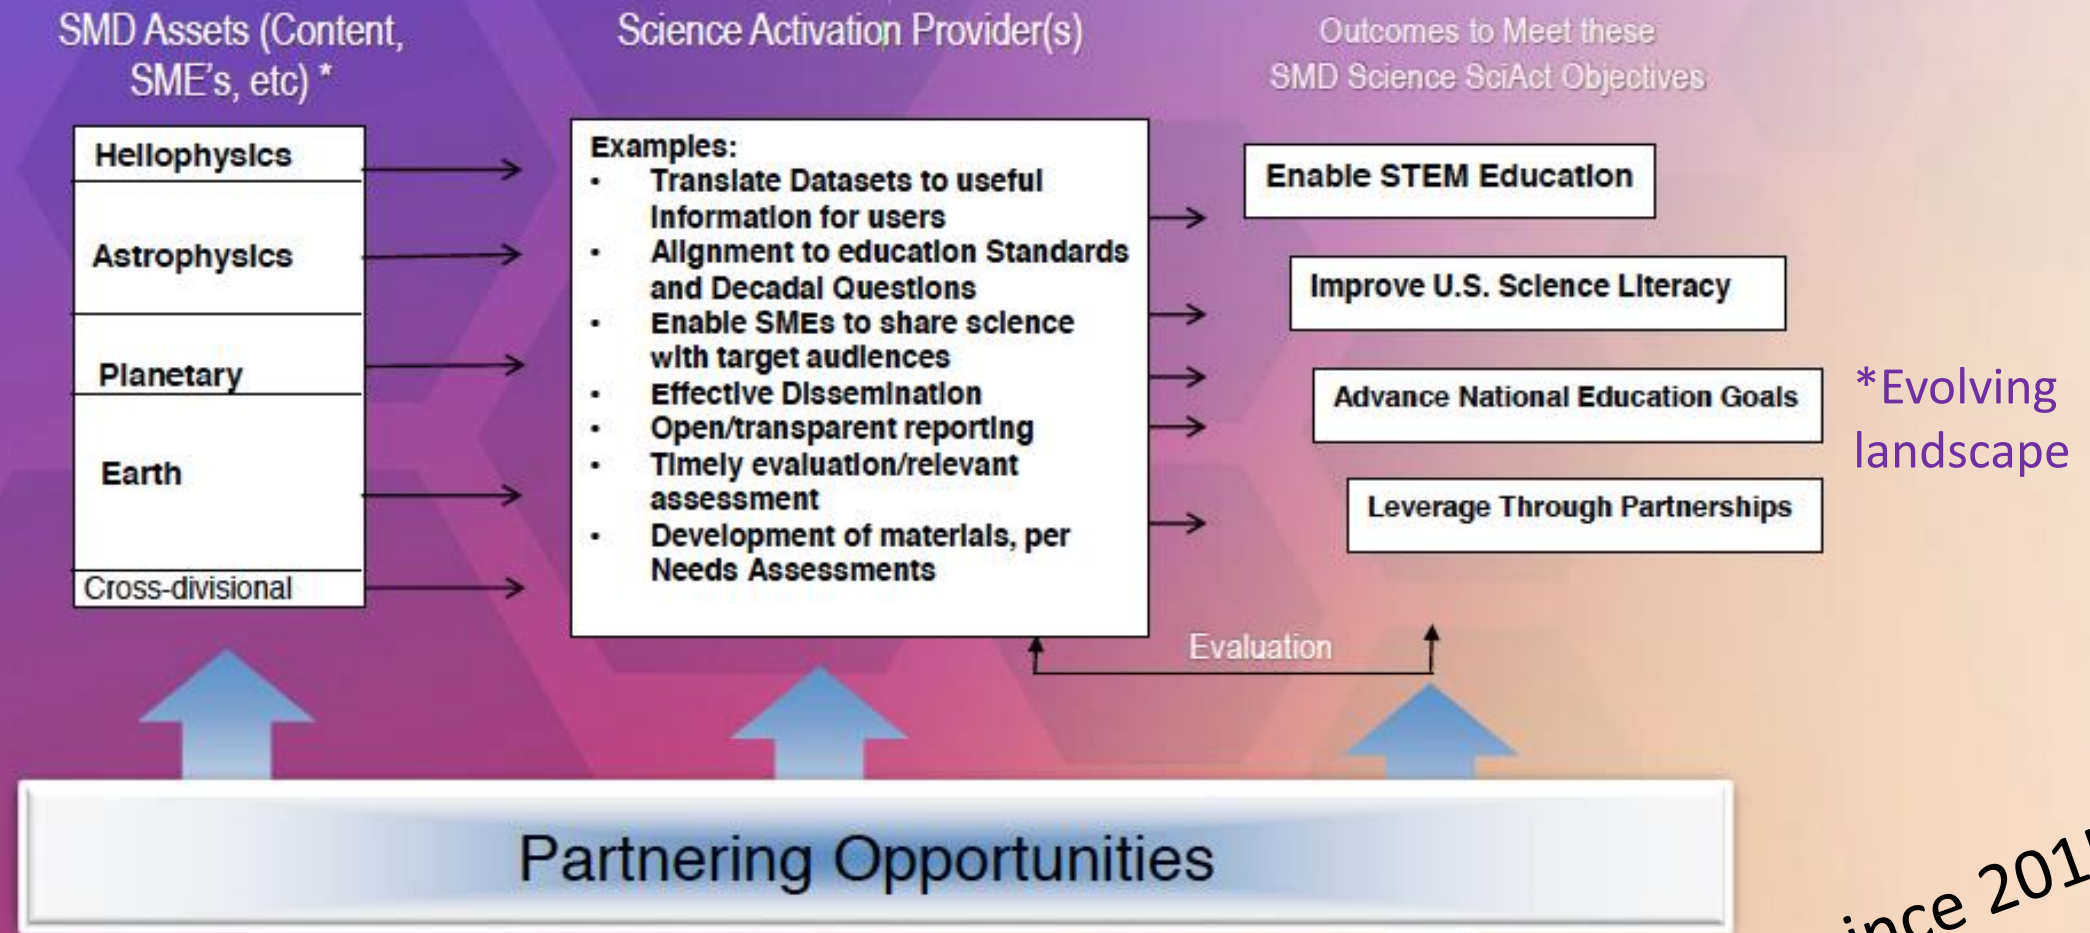 SMD Assets (Content,
SME's, etc) *
Science Activation Provider(s)
Outcomes to Meet these
SMD Science SciAct Objectives
Heliophysics
Astrophysics
Planetary
Earth
Cross-divisional
Examples:
• Translate Datasets to useful
information for users
• Alignment to education Standards
and Decadal Questions
• Enable SMEs to share science
with target audiences
• Effective Dissemination
• Open/transparent reporting
• Timely evaluation/relevant
assessment
• Development of materials, per
Needs Assessments
Enable STEM Education
Improve U.S. Science Literacy
Advance National Education Goals
Leverage Through Partnerships
*Evolving
landscape
Evaluation
Partnering Opportunities